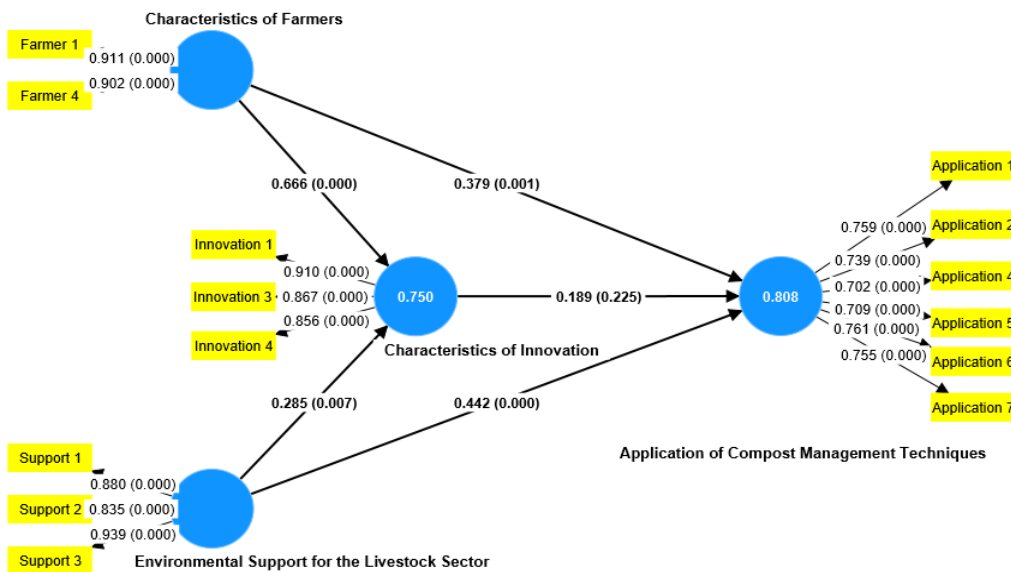 Characteristics of Farmers
Farmer 1
0.911 (0.000)
0.902 (0.000)
Farmer 4
0.666 (0.000)
0.379 (0.001)
Innovation 1
0.910 (0.000)
Innovation 3
0.867 (0.000)
0.856 (0.000)
Innovation 4
0.750
Characteristics of Innovation
0.189 (0.225)
0.808
Application 1
0.759 (0.000)
Application 2
0.739 (0.000)
Application 4
0.702 (0.000)
0.709 (0.000)
Application 5
0.761 (0.000)
Application 6
0.755 (0.000)
Application 7
0.285 (0.007)
0.442 (0.000)
Application of Compost Management Techniques
Support 1
0.880 (0.000)
Support 2
0.835 (0.000)
0.939 (0.000)
Support 3
Environmental Support for the Livestock Sector